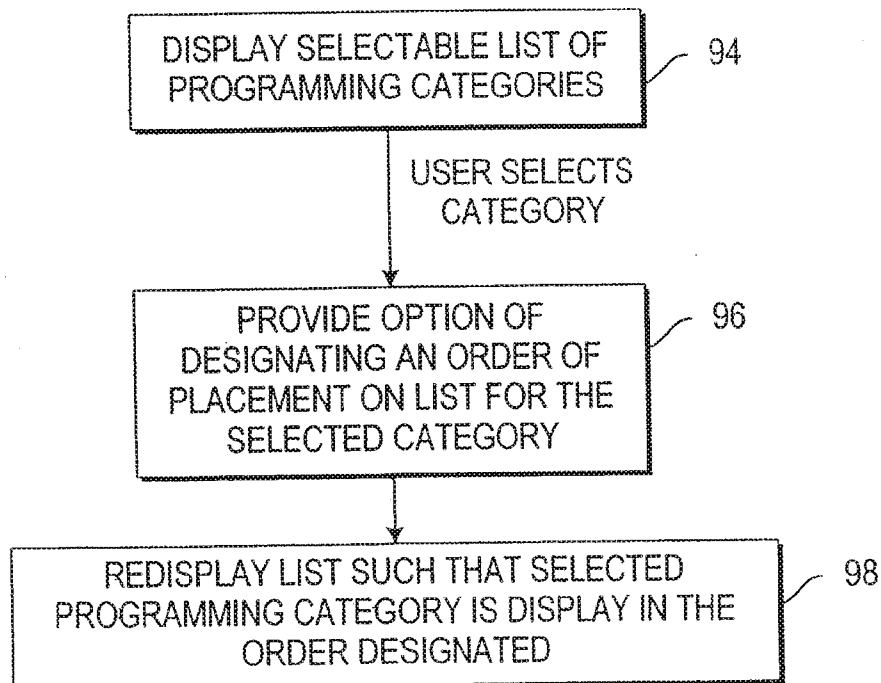 DISPLAY SELECTABLE LIST OF
PROGRAMMING CATEGORIES
94
USER SELECTS
CATEGORY
PROVIDE OPTION OF
DESIGNATING AN ORDER OF
PLACEMENT ON LIST FOR THE
SELECTED CATEGORY
96
REDISPLAY LIST SUCH THAT SELECTED
PROGRAMMING CATEGORY IS DISPLAY IN THE
ORDER DESIGNATED
98